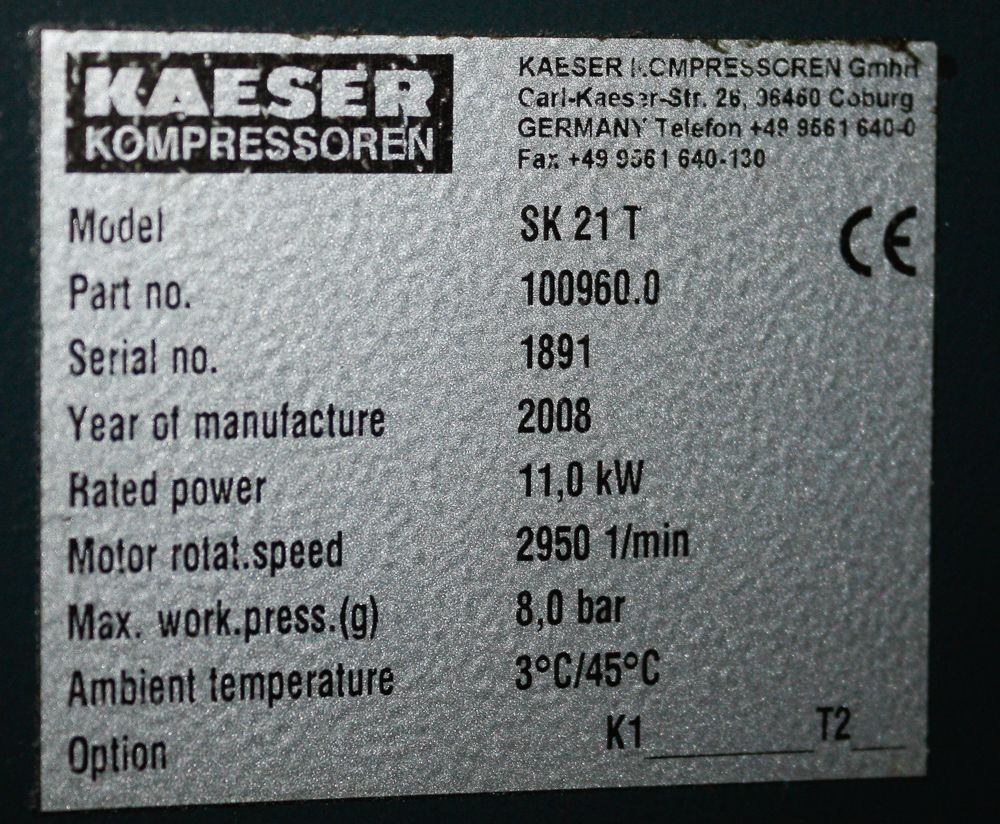 KAESER
KOMPRESSOREN
KAESER KOMPRESSOREN GmbH
Carl-Kaeser-Str. 26, 96450 Coburg
GERMANY Telefon +49 9561 640-0
Fax +49 9561 640-130
CE
Model SK 21 T
Part no. 100960.0
Serial no. 1891
Year of manufacture 2008
Rated power 11,0 kW
Motor rotat.speed 2950 1/min
Max. work.press.(g) 8,0 bar
Ambient temperature 3°C/45°C
Option K1______T2___